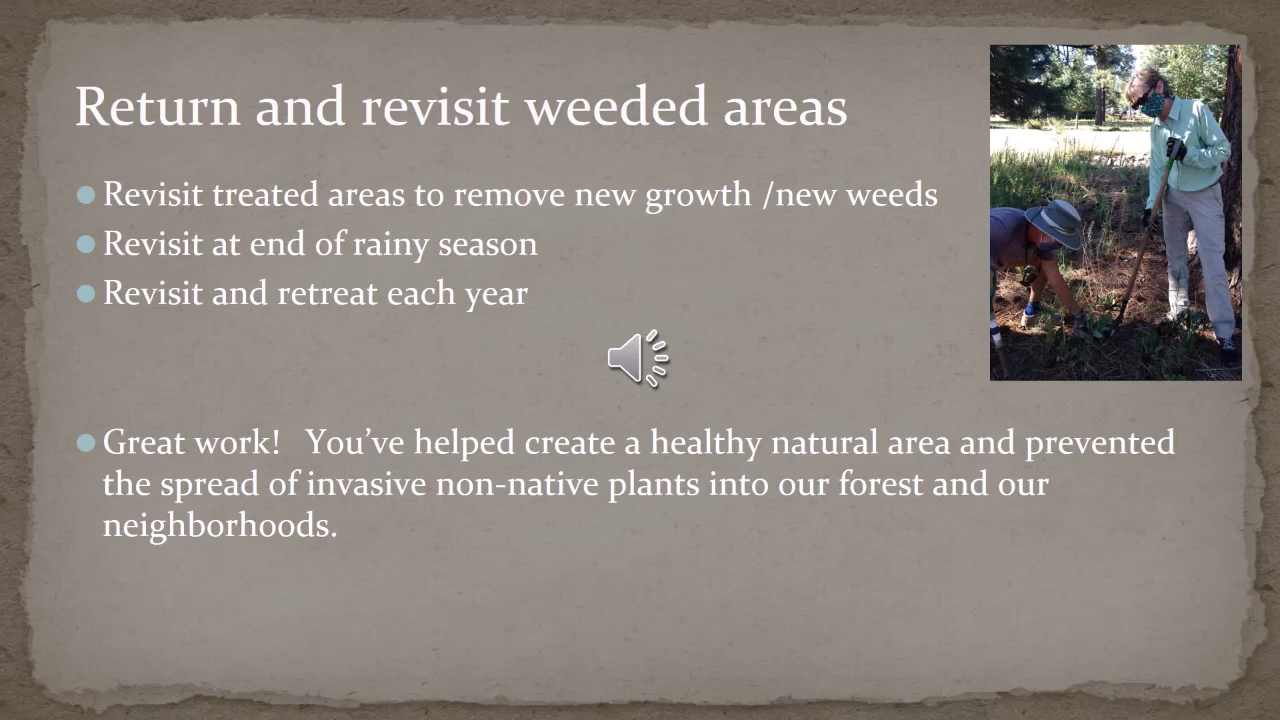 Return and revisit weeded areas
Revisit treated areas to remove new growth /new weeds
Revisit at end of rainy season
Revisit and retreat each year
Great work!   You’ve helped create a healthy natural area and prevented
the spread of invasive non-native plants into our forest and our
neighborhoods.